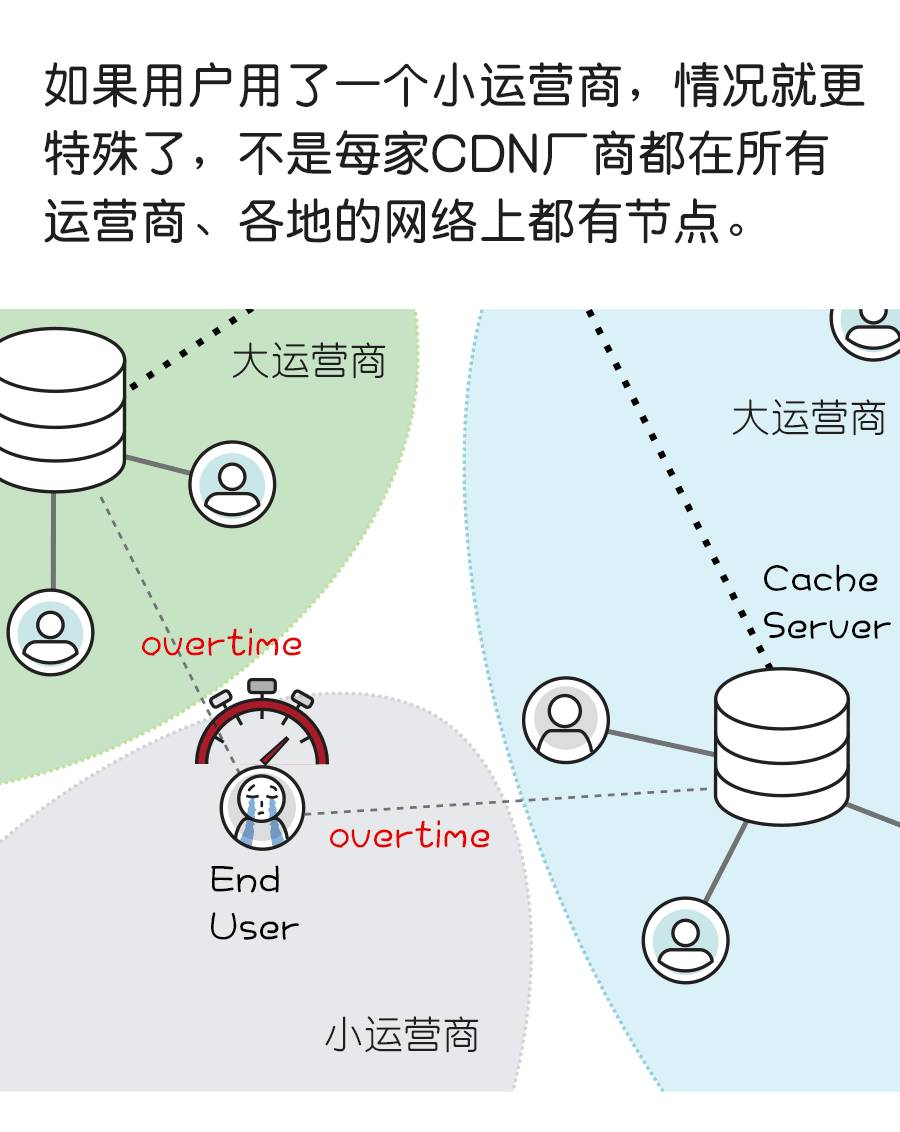 如果用户用了一个小运营商，情况就更
特殊了，不是每家CDN厂商都在所有
运营商、各地的网络上都有节点。
大运营商
大运营商
Cache
Server
overtime
overtime
End
User
小运营商